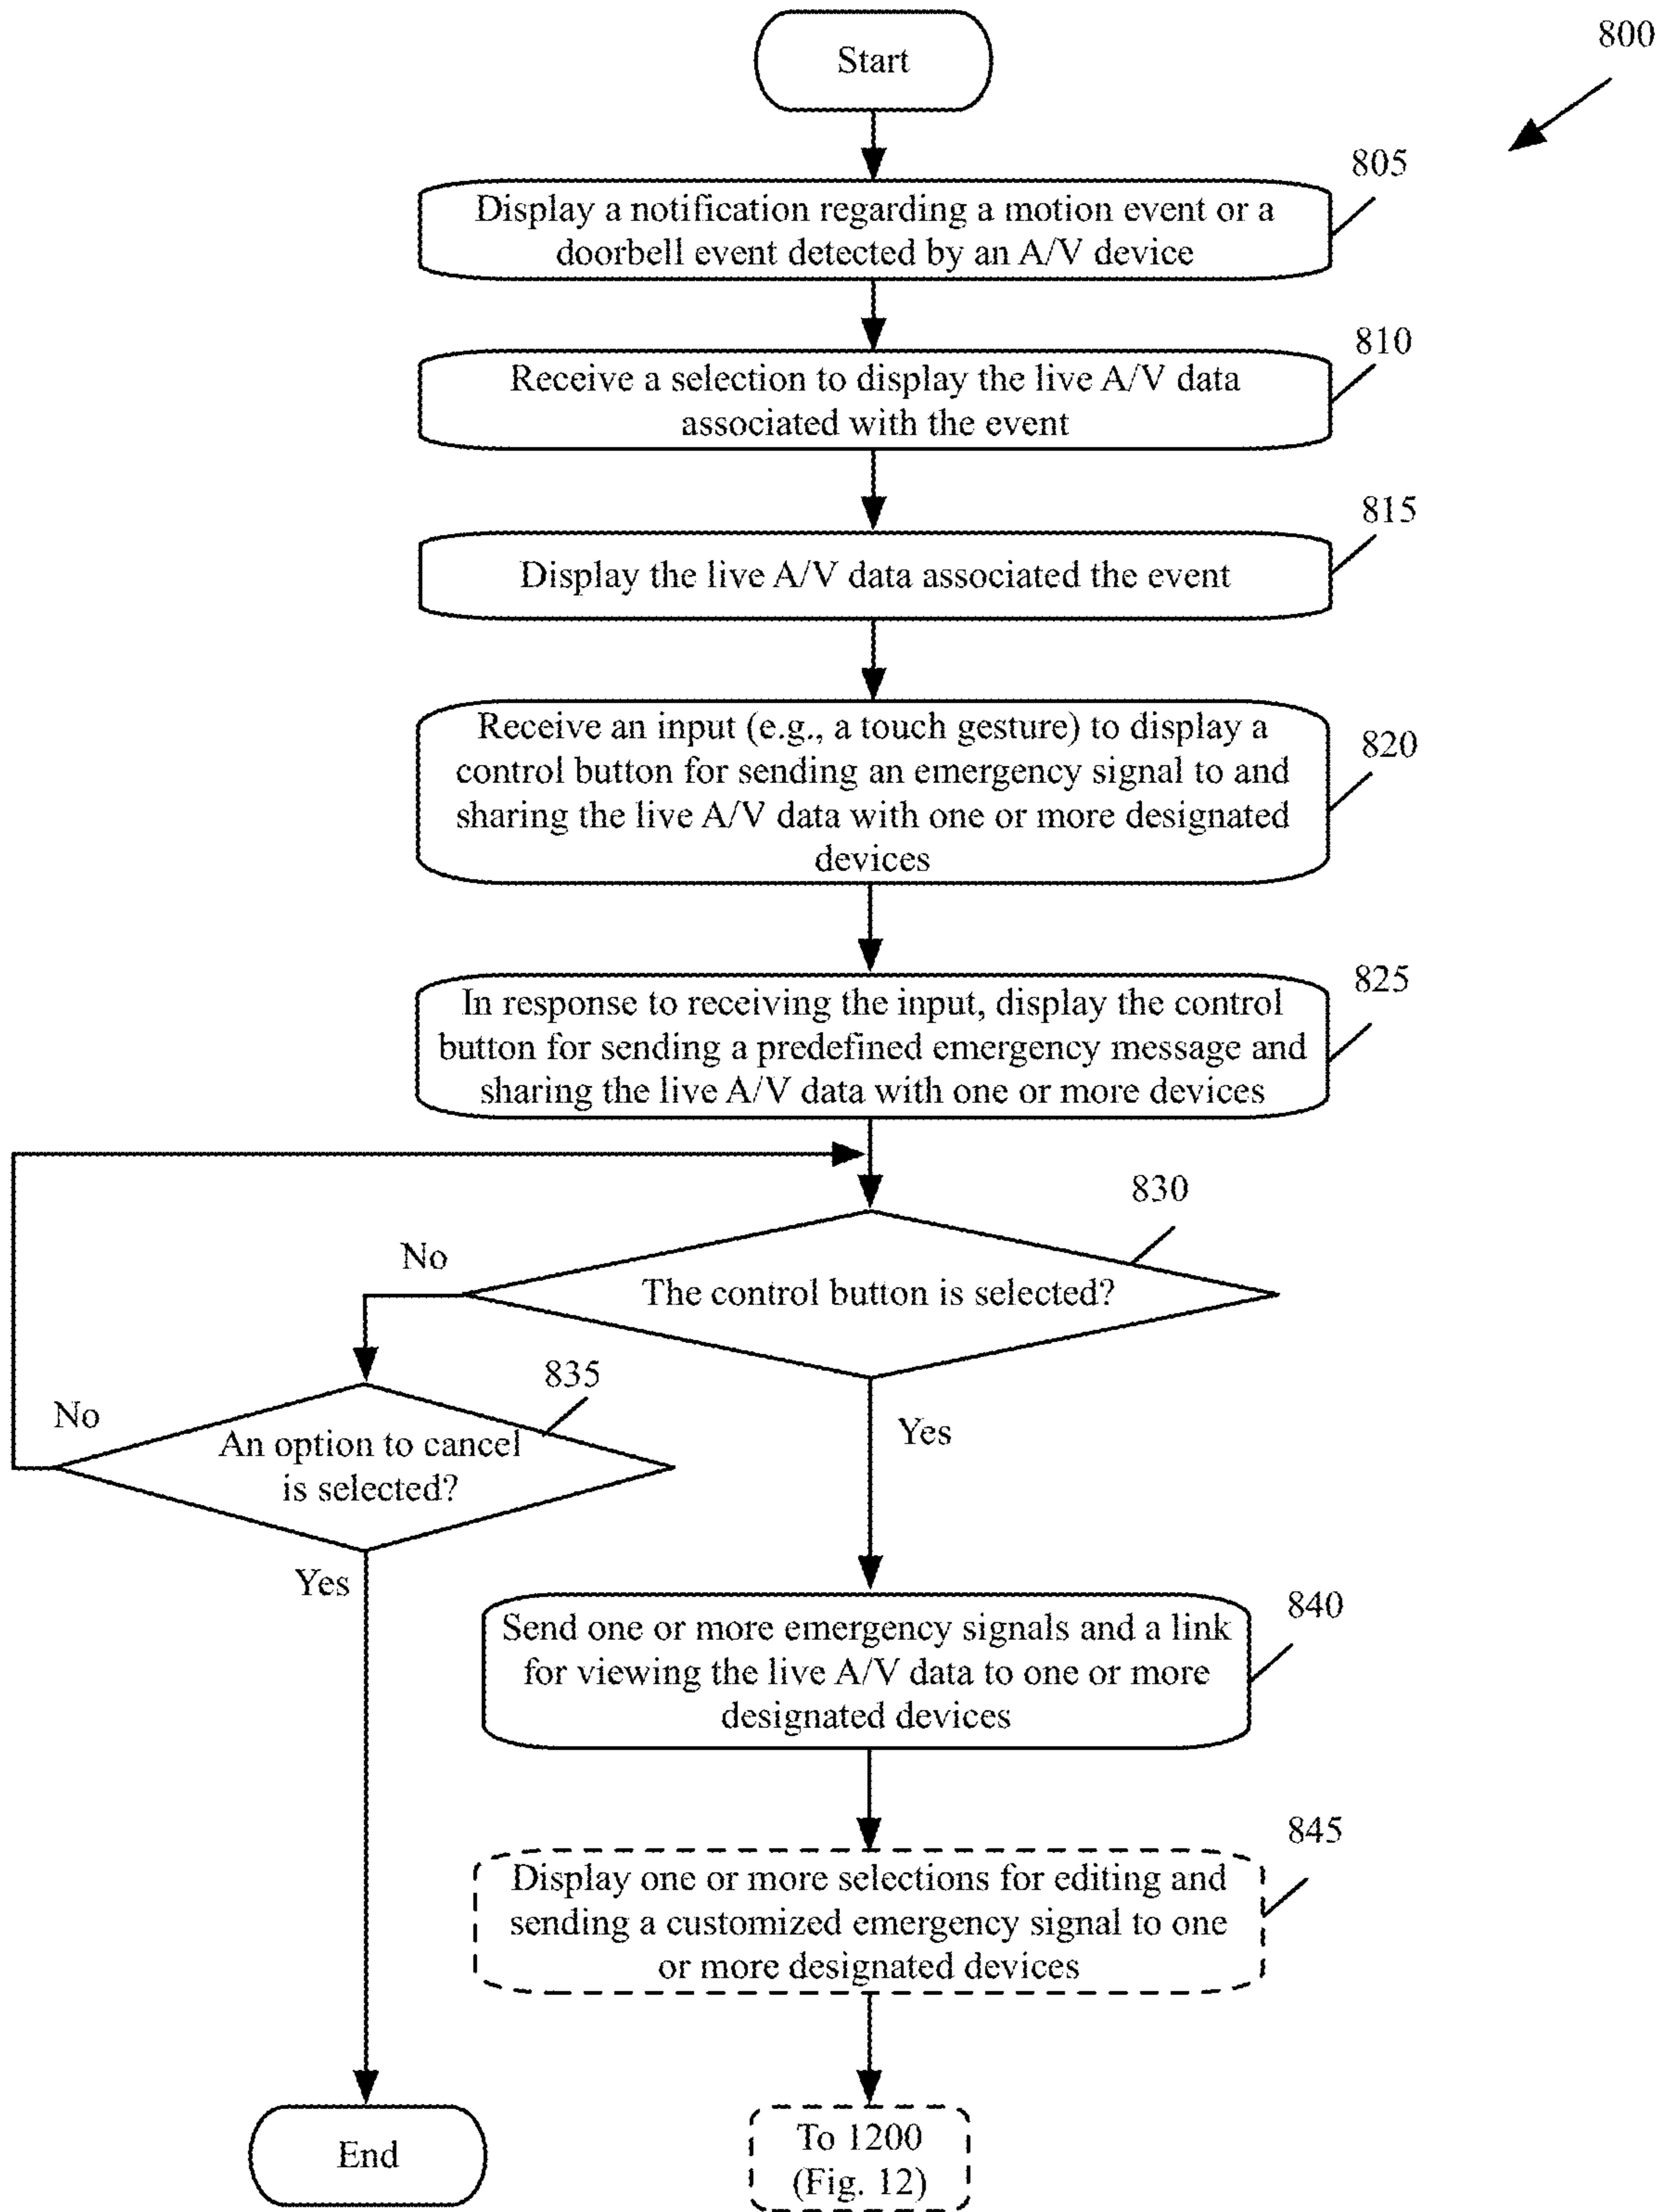 Start
800
805
Display a notification regarding a motion event or a
doorbell event detected by an A/V device
810
Receive a selection to display the live A/V data
associated with the event
815
Display the live A/V data associated the event
820
Receive an input (e.g., a touch gesture) to display a
control button for sending an emergency signal to and
sharing the live A/V data with one or more designated
devices
825
In response to receiving the input, display the control
button for sending a predefined emergency message and
sharing the live A/V data with one or more devices
830
No
The control button is selected?
835
No
An option to cancel
is selected?
Yes
Yes
840
Send one or more emergency signals and a link
for viewing the live A/V data to one or more
designated devices
845
Display one or more selections for editing and
sending a customized emergency signal to one
or more designated devices
End
To 1200
(Fig. 12)